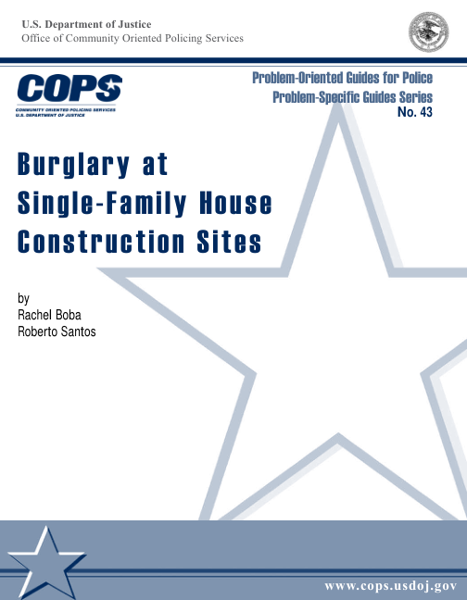 U.S. Department of Justice
Office of Community Oriented Policing Services
COPS
COMMUNITY ORIENTED POLICING SERVICES
U.S. DEPARTMENT OF JUSTICE
Problem-Oriented Guides for Police
Problem-Specific Guides Series
No. 43
Burglary at
Single-Family House
Construction Sites
by
Rachel Boba
Roberto Santos
www.cops.usdoj.gov